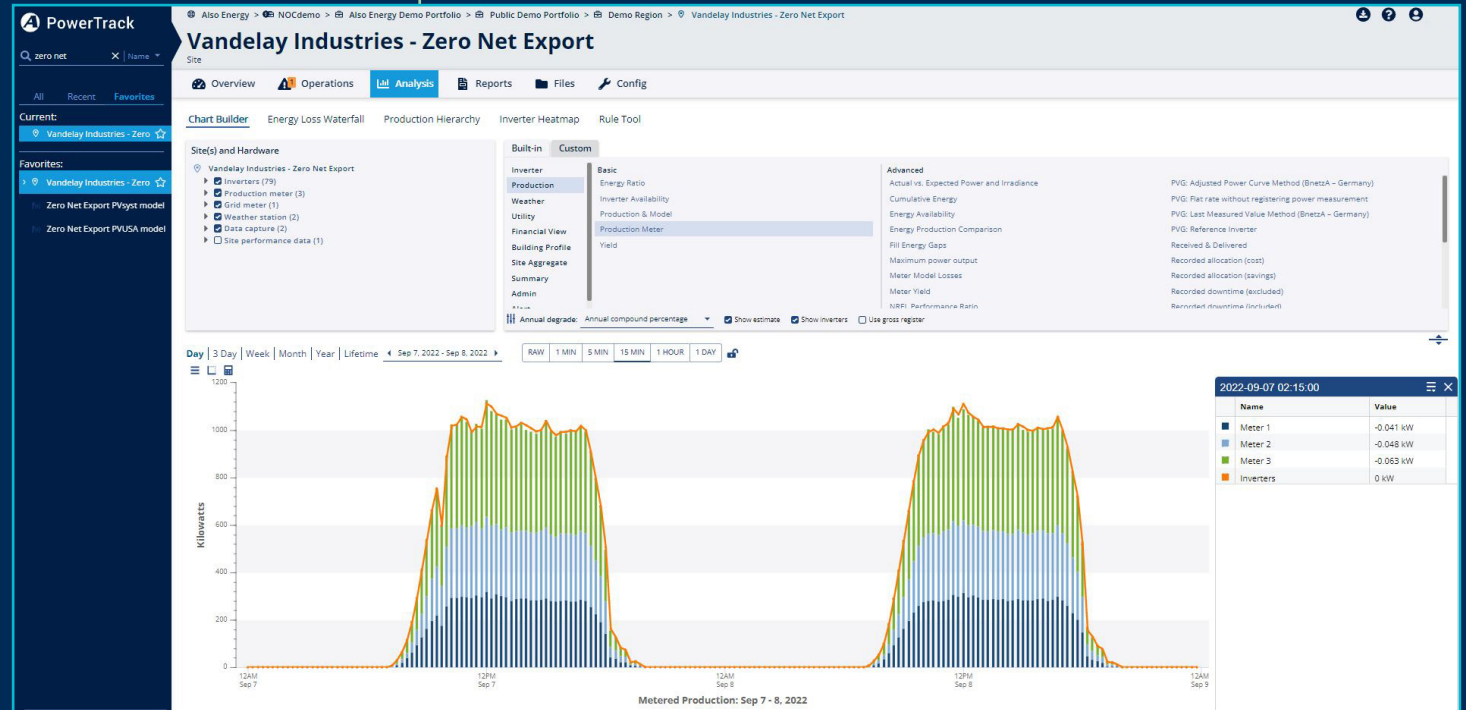 PowerTrack
zero net
Name
All Recent Favorites
Current:
Vandelay Industries - Zero
Favorites:
Vandelay Industries - Zero
Zero Net Export PVsyst model
Zero Net Export PVUSA model
Also Energy > NOCdemo > Also Energy Demo Portfolio > Public Demo Portfolio > Demo Region > Vandelay Industries - Zero Net Export
Vandelay Industries - Zero Net Export
Site
Overview 1 Operations Analysis Reports Files Config
Chart Builder Energy Loss Waterfall Production Hierarchy Inverter Heatmap Rule Tool
Site(s) and Hardware
Vandelay Industries - Zero Net Export
Inverters (79)
Production meter (3)
Grid meter (1)
Weather station (2)
Data capture (2)
Site performance data (1)
Built-in Custom
Inverter
Production
Weather
Utility
Financial View
Building Profile
Site Aggregate
Summary
Admin
Alert
Basic
Energy Ratio
Inverter Availability
Production & Model
Production Meter
Yield
Advanced
Actual vs. Expected Power and Irradiance
Cumulative Energy
Energy Availability
Energy Production Comparison
Fill Energy Gaps
Maximum power output
Meter Model Losses
Meter Yield
NREL Performance Ratio
PVG: Adjusted Power Curve Method (BnetzA – Germany)
PVG: Flat rate without registering power measurement
PVG: Last Measured Value Method (BnetzA – Germany)
PVG: Reference Inverter
Received & Delivered
Recorded allocation (cost)
Recorded allocation (savings)
Recorded downtime (excluded)
Recorded downtime (included)
Annual degrade: Annual compound percentage Show estimate Show inverters Use gross register
Day | 3 Day | Week | Month | Year | Lifetime Sep 7, 2022 - Sep 8, 2022 RAW 1 MIN 5 MIN 15 MIN 1 HOUR 1 DAY
1200
1000
800
600
400
200
0
Kilowatts
12AM 12PM 12AM 12PM 12AM
Sep 7 Sep 7 Sep 8 Sep 8 Sep 9
Metered Production: Sep 7 - 8, 2022
2022-09-07 02:15:00
Name Value
Meter 1 -0.041 kW
Meter 2 -0.048 kW
Meter 3 -0.063 kW
Inverters 0 kW